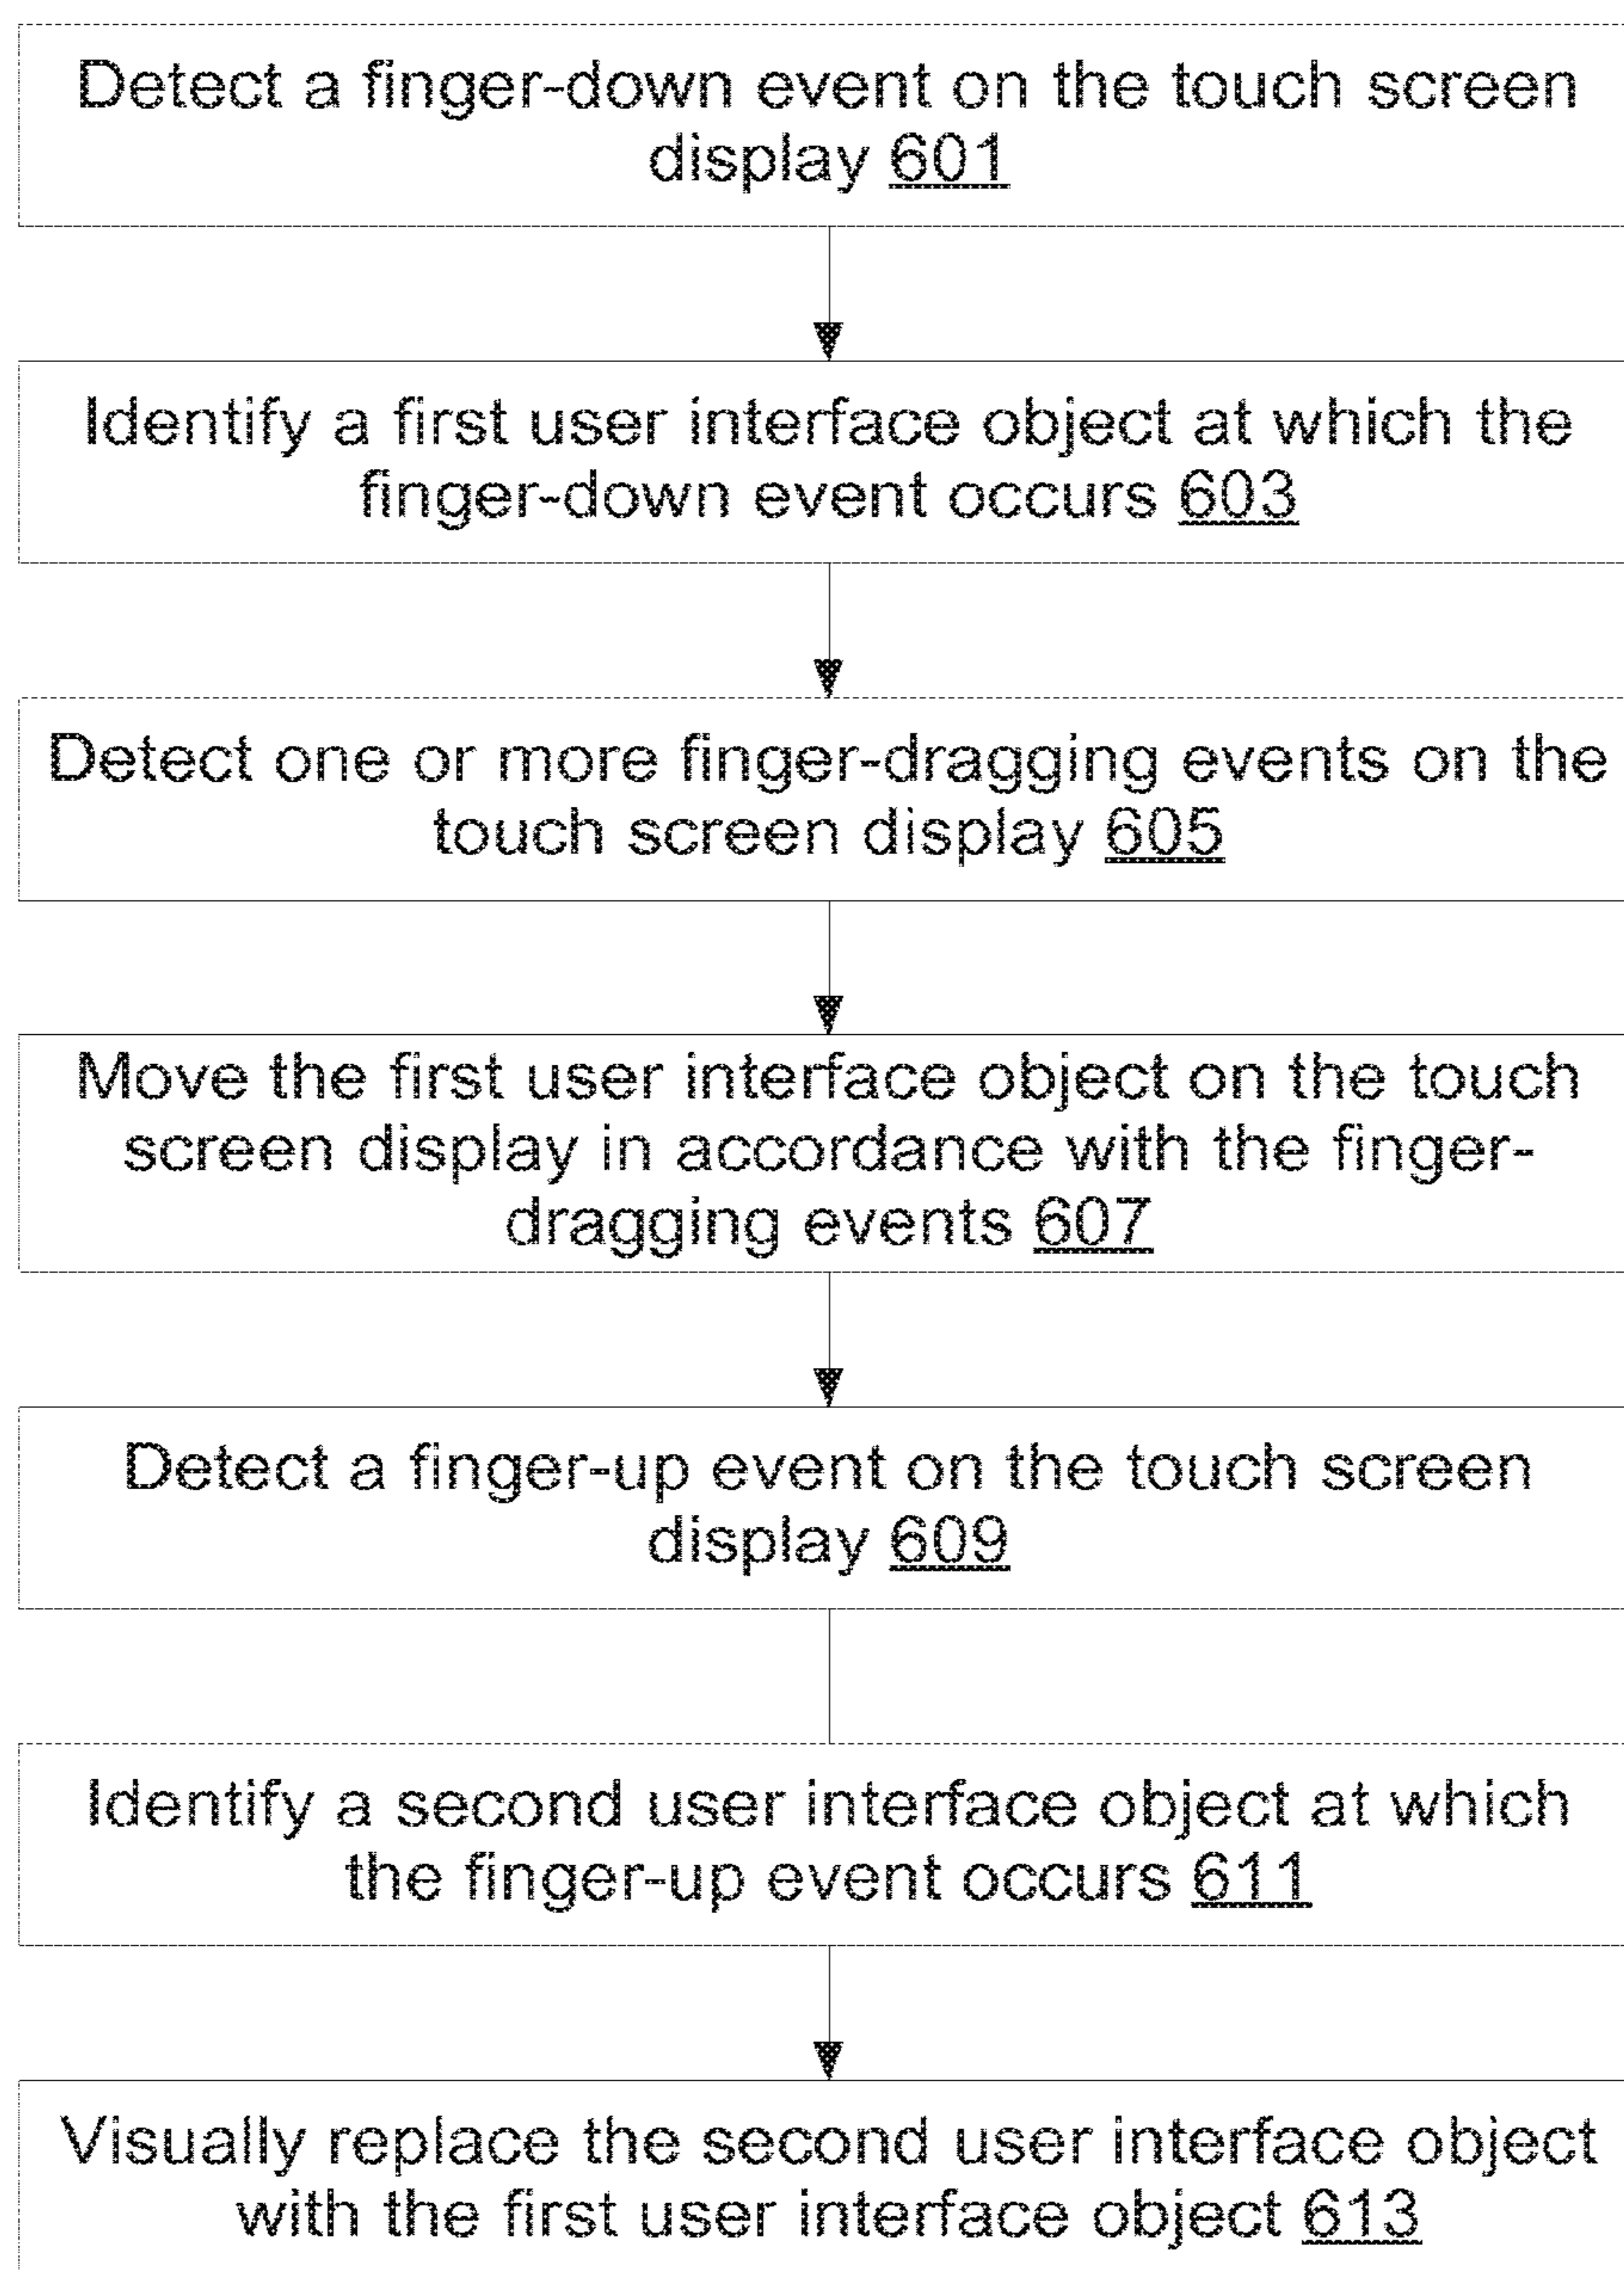 Detect a finger-down event on the touch screen
display 601
Identify a first user interface object at which the
finger-down event occurs 603
Detect one or more finger-dragging events on the
touch screen display 605
Move the first user interface object on the touch
screen display in accordance with the finger-
dragging events 607
Detect a finger-up event on the touch screen
display 609
Identify a second user interface object at which
the finger-up event occurs 611
Visually replace the second user interface object
with the first user interface object 613